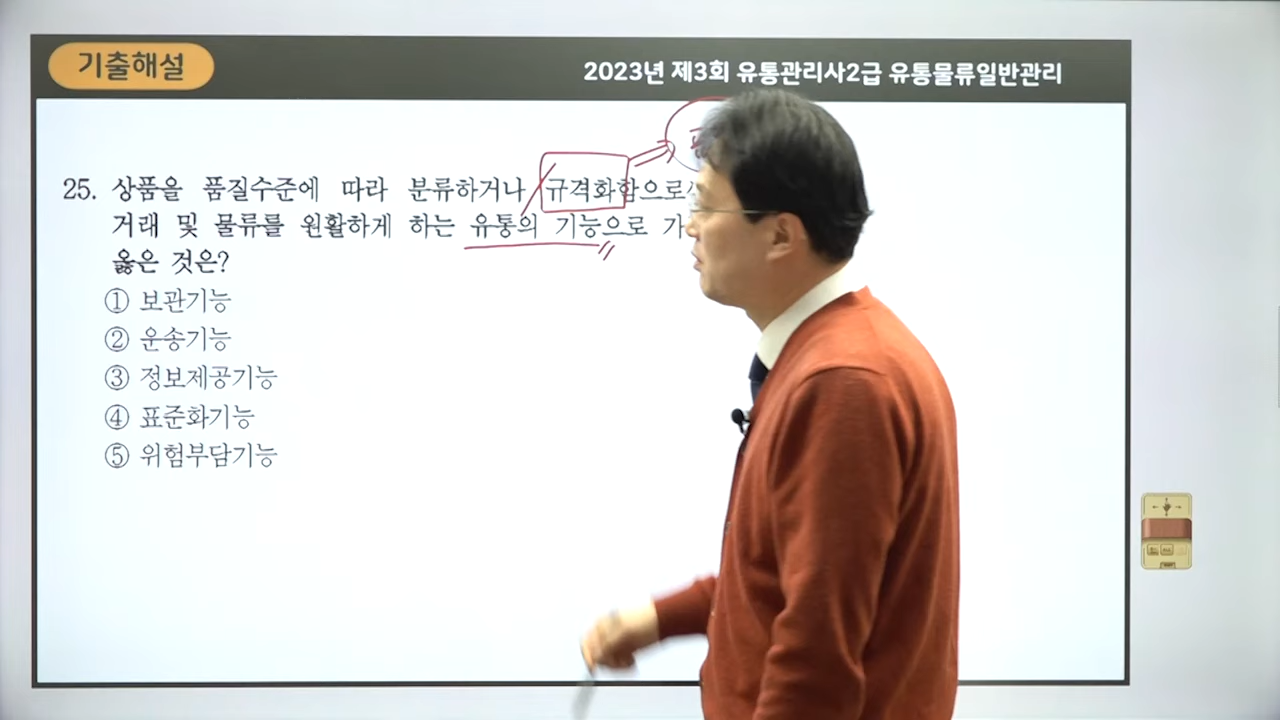 기출해설
2023년 제3회 유통관리사2급 유통물류일반관리
25. 상품을 품질수준에 따라 분류하거나 규격화함으로
거래 및 물류를 원활하게 하는 유통의 기능으로 가
옳은 것은?
① 보관기능
② 운송기능
③ 정보제공기능
④ 표준화기능
⑤ 위험부담기능